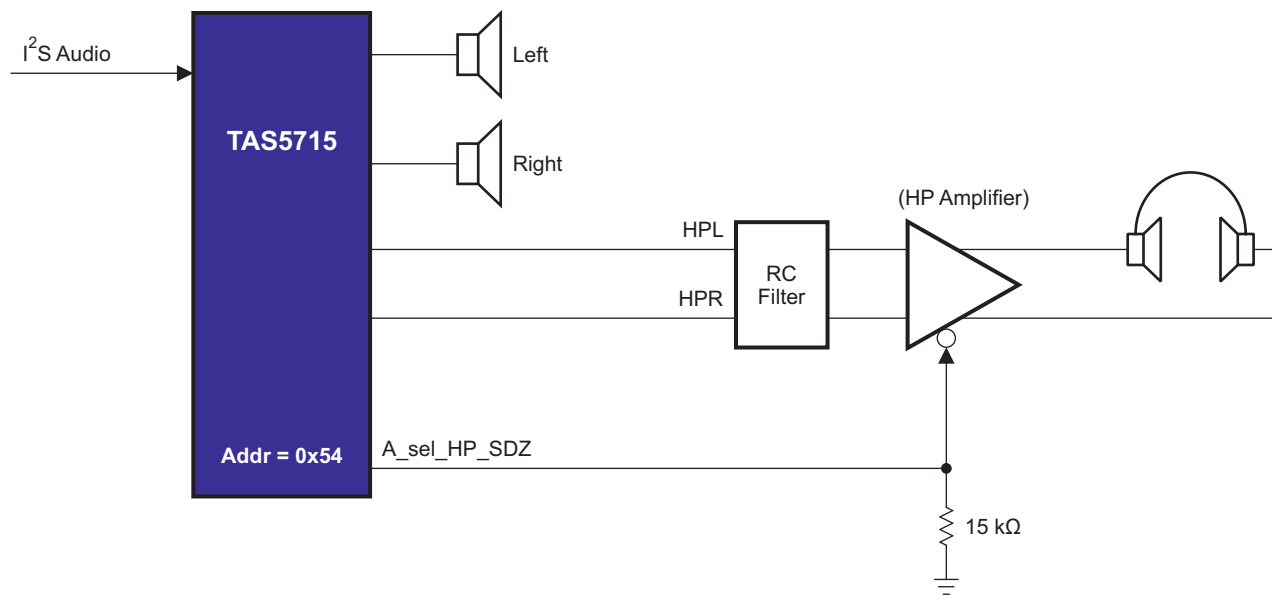 I²S Audio
Left
TAS5715
Right
(HP Amplifier)
HPL
RC
Filter
HPR
A_sel_HP_SDZ
Addr = 0x54
15 kΩ